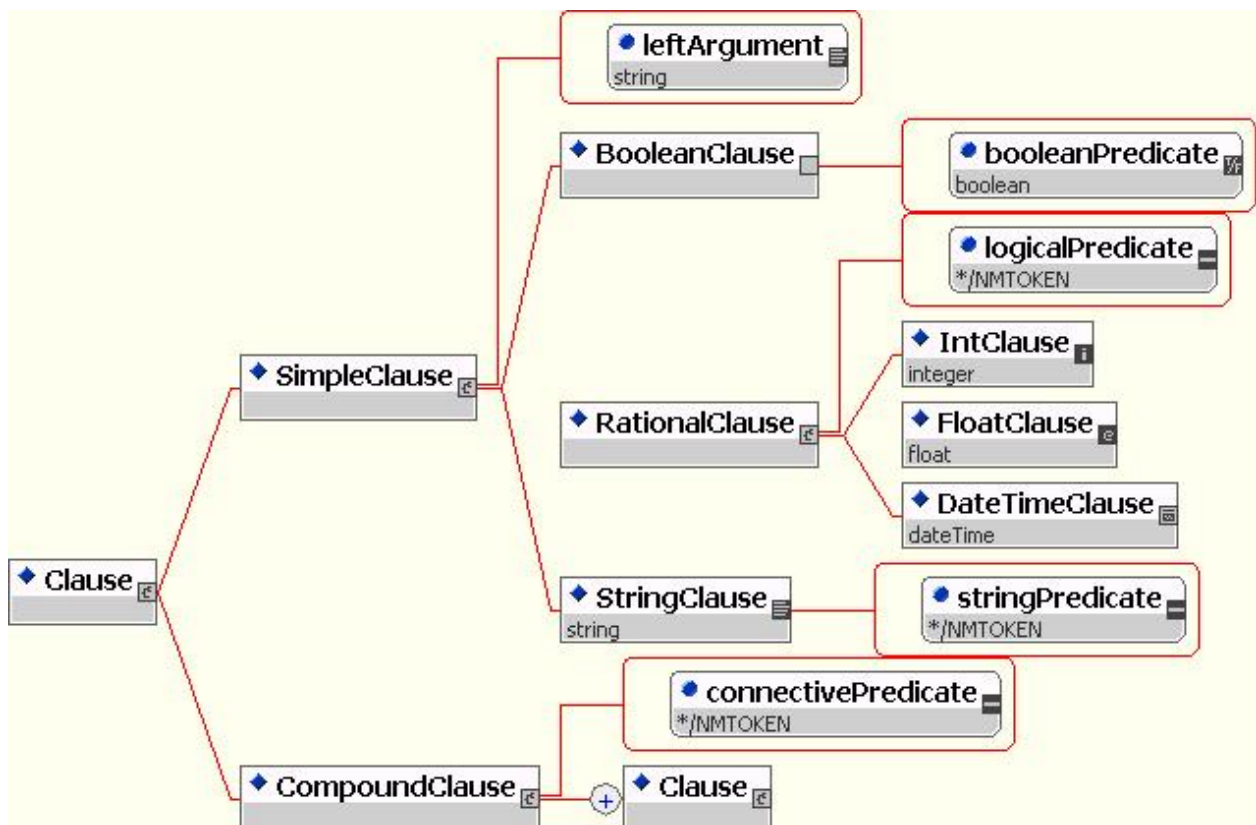 leftArgument
string
BooleanClause
booleanPredicate
boolean
logicalPredicate
*/NMTOKEN
SimpleClause
IntClause
integer
RationalClause
FloatClause
float
DateTimeClause
dateTime
Clause
StringClause
string
stringPredicate
*/NMTOKEN
connectivePredicate
*/NMTOKEN
CompoundClause
Clause